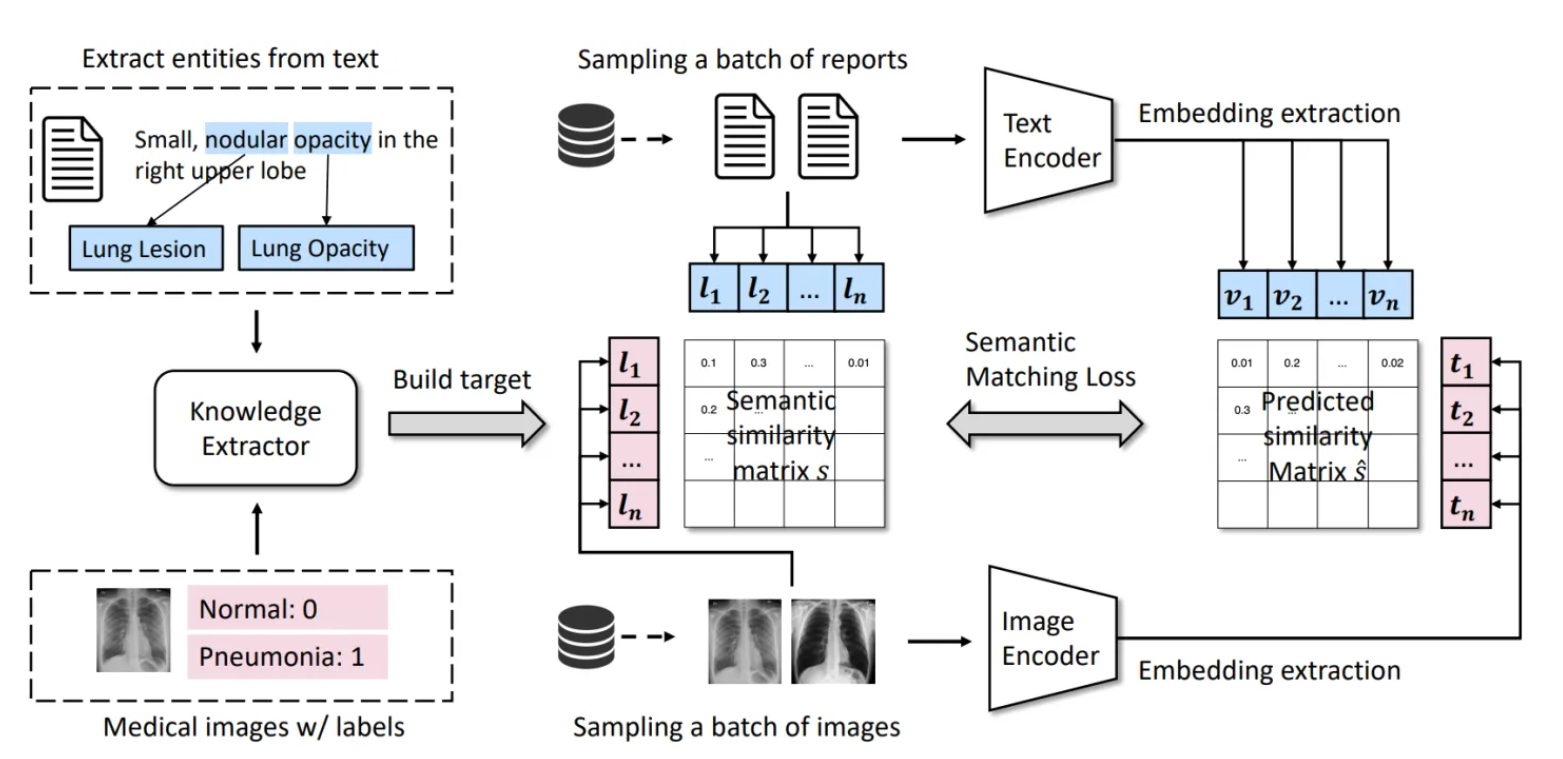 Extract entities from text
Small, nodular opacity in the
right upper lobe
Lung Lesion
Lung Opacity
Knowledge
Extractor
Normal: 0
Pneumonia: 1
Medical images w/ labels
Build target
Sampling a batch of reports
l₁ l₂ ... lₙ
l₁
l₂
...
lₙ
0.1 0.3 ... 0.01
0.2 ...
...
Semantic
similarity
matrix s
Sampling a batch of images
Text
Encoder
Embedding extraction
Semantic
Matching Loss
v₁ v₂ ... vₙ
0.01 0.2 ... 0.02
0.3 ...
...
Predicted
similarity
Matrix ŝ
t₁
t₂
...
tₙ
Image
Encoder
Embedding extraction